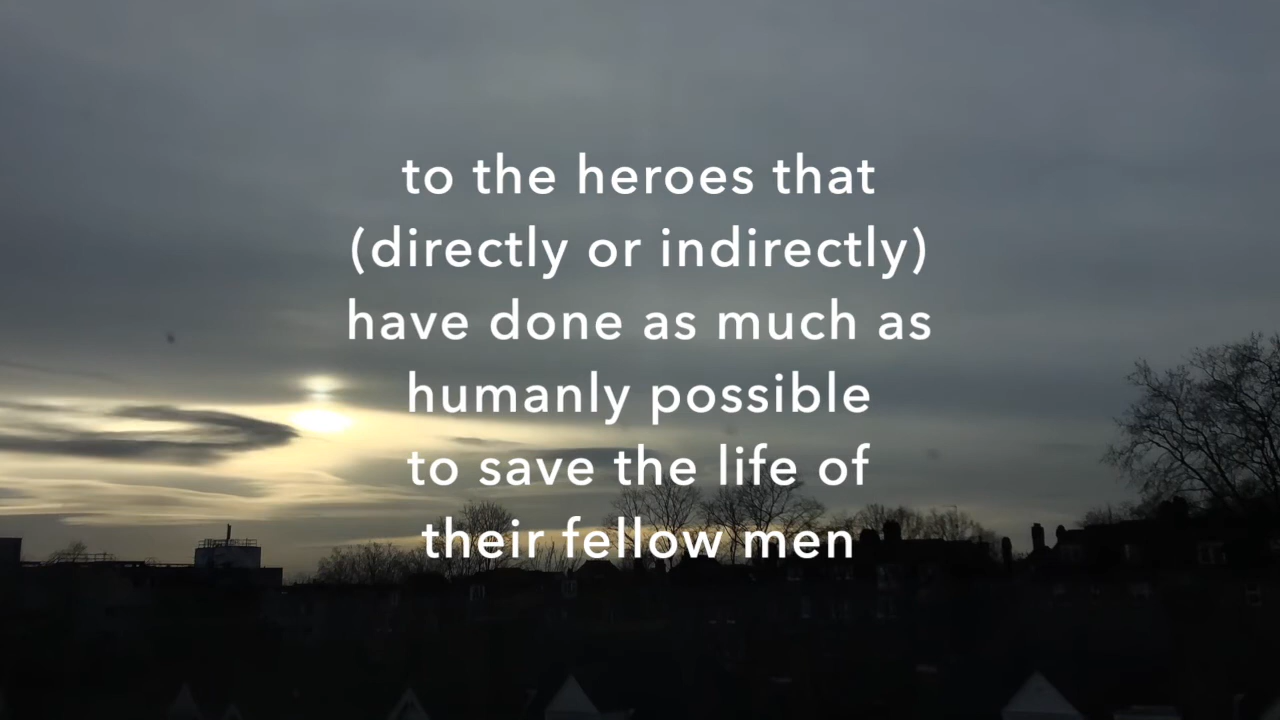 to the heroes that
(directly or indirectly)
have done as much as
humanly possible
to save the life of
their fellow men